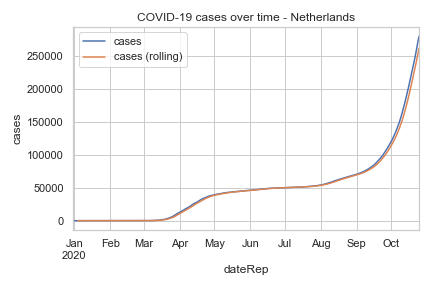 COVID-19 cases over time - Netherlands
cases
cases (rolling)
250000
200000
150000
100000
50000
0
cases
Jan Feb Mar Apr May Jun Jul Aug Sep Oct
2020
dateRep